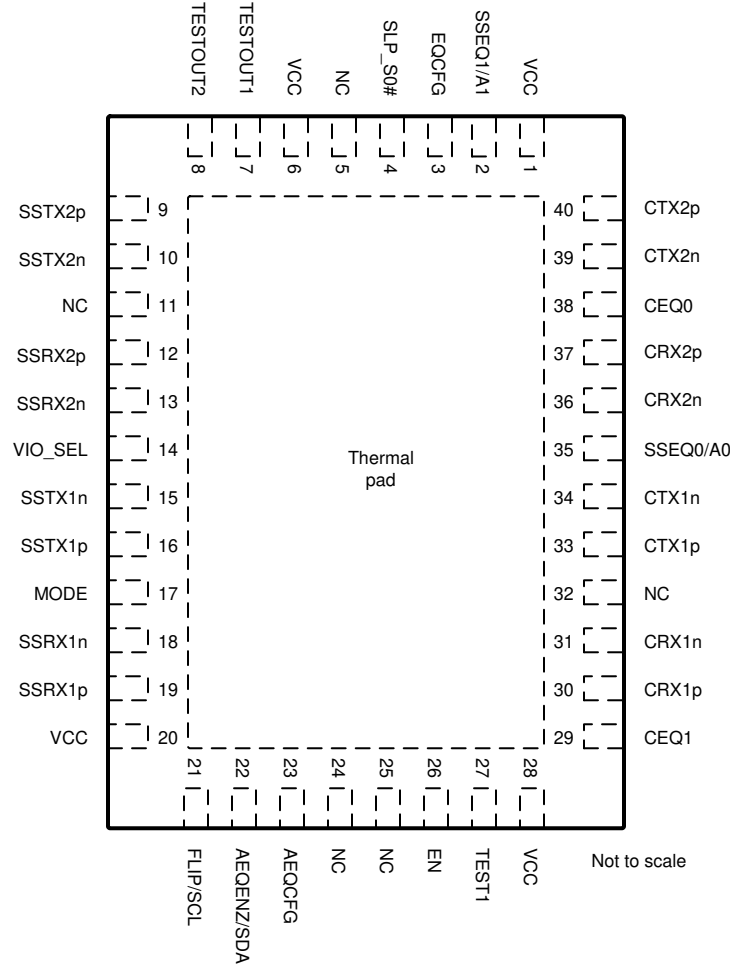 TESTOUT2
TESTOUT1
VCC
NC
SLP_S0#
EQCFG
SSEQ1/A1
VCC
8
7
6
5
4
3
2
1
SSTX2p 9
40 CTX2p
SSTX2n 10
39 CTX2n
NC 11
38 CEQ0
SSRX2p 12
37 CRX2p
SSRX2n 13
36 CRX2n
VIO_SEL 14
35 SSEQ0/A0
Thermal
pad
SSTX1n 15
34 CTX1n
SSTX1p 16
33 CTX1p
MODE 17
32 NC
SSRX1n 18
31 CRX1n
SSRX1p 19
30 CRX1p
VCC 20
29 CEQ1
21
22
23
24
25
26
27
28
FLIP/SCL
AEQENZ/SDA
AEQCFG
NC
NC
EN
TEST1
VCC
Not to scale